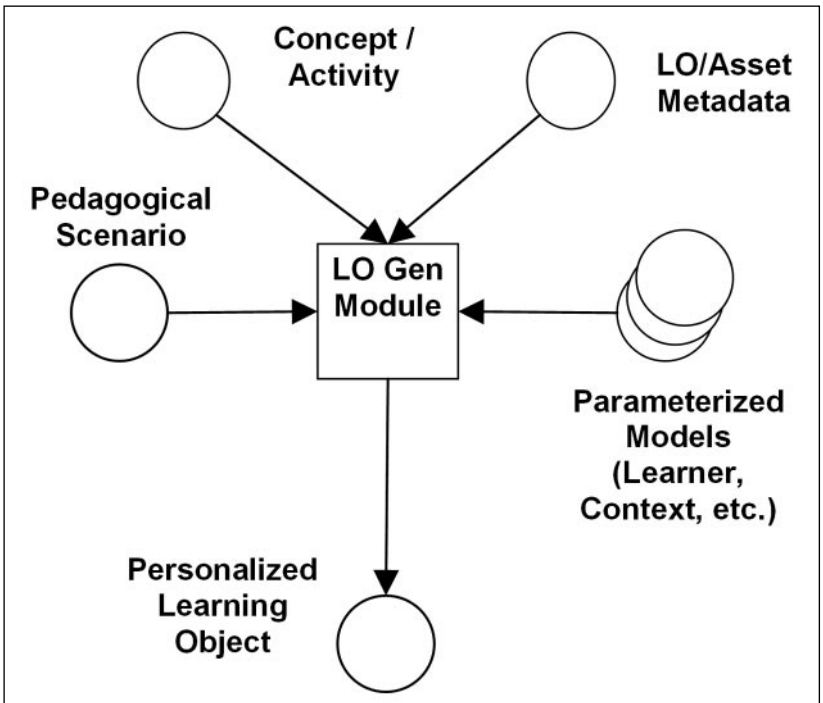 Concept /
Activity
LO/Asset
Metadata
Pedagogical
Scenario
LO Gen
Module
Parameterized
Models
(Learner,
Context, etc.)
Personalized
Learning
Object